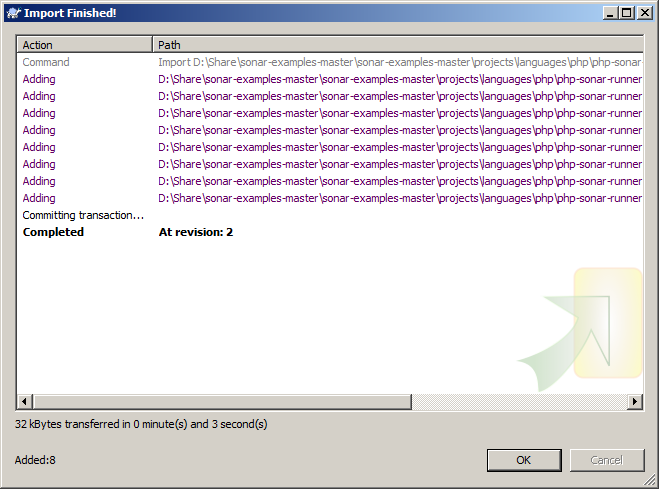 Import Finished!
Action Path
Command Import D:\Share\sonar-examples-master\sonar-examples-master\projects\languages\php\php-sonar-
Adding D:\Share\sonar-examples-master\sonar-examples-master\projects\languages\php\php-sonar-runner
Adding D:\Share\sonar-examples-master\sonar-examples-master\projects\languages\php\php-sonar-runner
Adding D:\Share\sonar-examples-master\sonar-examples-master\projects\languages\php\php-sonar-runner
Adding D:\Share\sonar-examples-master\sonar-examples-master\projects\languages\php\php-sonar-runner
Adding D:\Share\sonar-examples-master\sonar-examples-master\projects\languages\php\php-sonar-runner
Adding D:\Share\sonar-examples-master\sonar-examples-master\projects\languages\php\php-sonar-runner
Adding D:\Share\sonar-examples-master\sonar-examples-master\projects\languages\php\php-sonar-runner
Adding D:\Share\sonar-examples-master\sonar-examples-master\projects\languages\php\php-sonar-runner
Committing transaction...
Completed At revision: 2
32 kBytes transferred in 0 minute(s) and 3 second(s)
Added:8
OK
Cancel